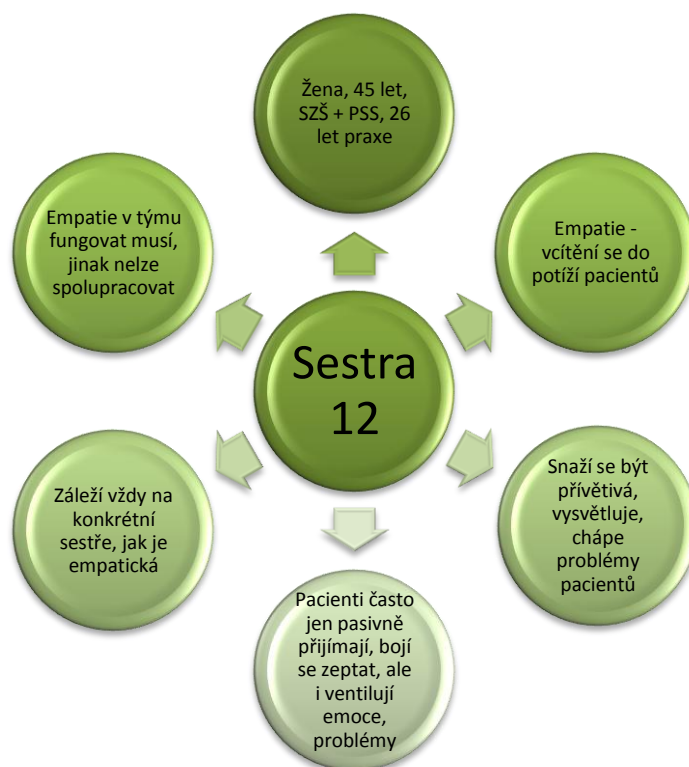 Žena, 45 let,
SZŠ + PSS, 26
let praxe
Empatie v týmu
fungovat musí,
jinak nelze
spolupracovat
Empatie -
vcítění se do
potíží pacientů
Sestra
12
Záleží vždy na
konkrétní
sestře, jak je
empatická
Snaží se být
přívětivá,
vysvětluje,
chápe
problémy
pacientů
Pacienti často
jen pasivně
přijímají, bojí
se zeptat, ale
i ventilují
emoce,
problémy